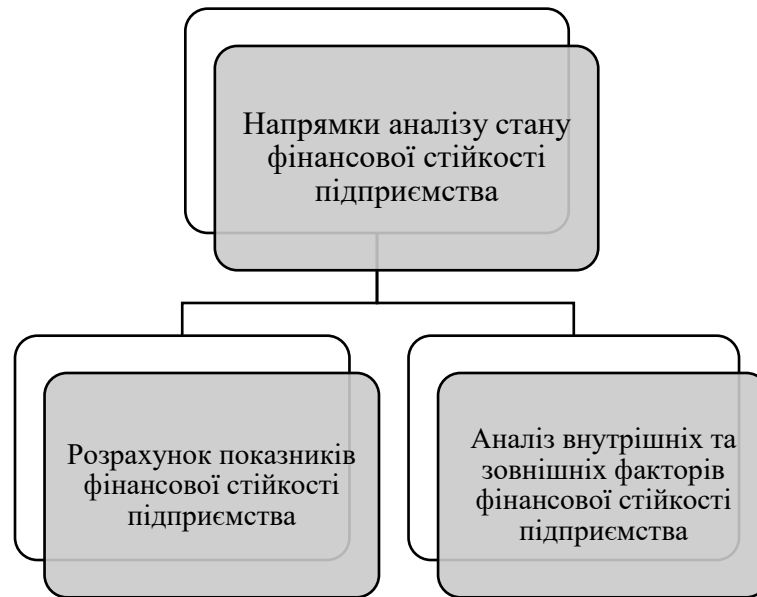 Напрямки аналізу стану
фінансової стійкості
підприємства
Розрахунок показників
фінансової стійкості
підприємства
Аналіз внутрішніх та
зовнішніх факторів
фінансової стійкості
підприємства